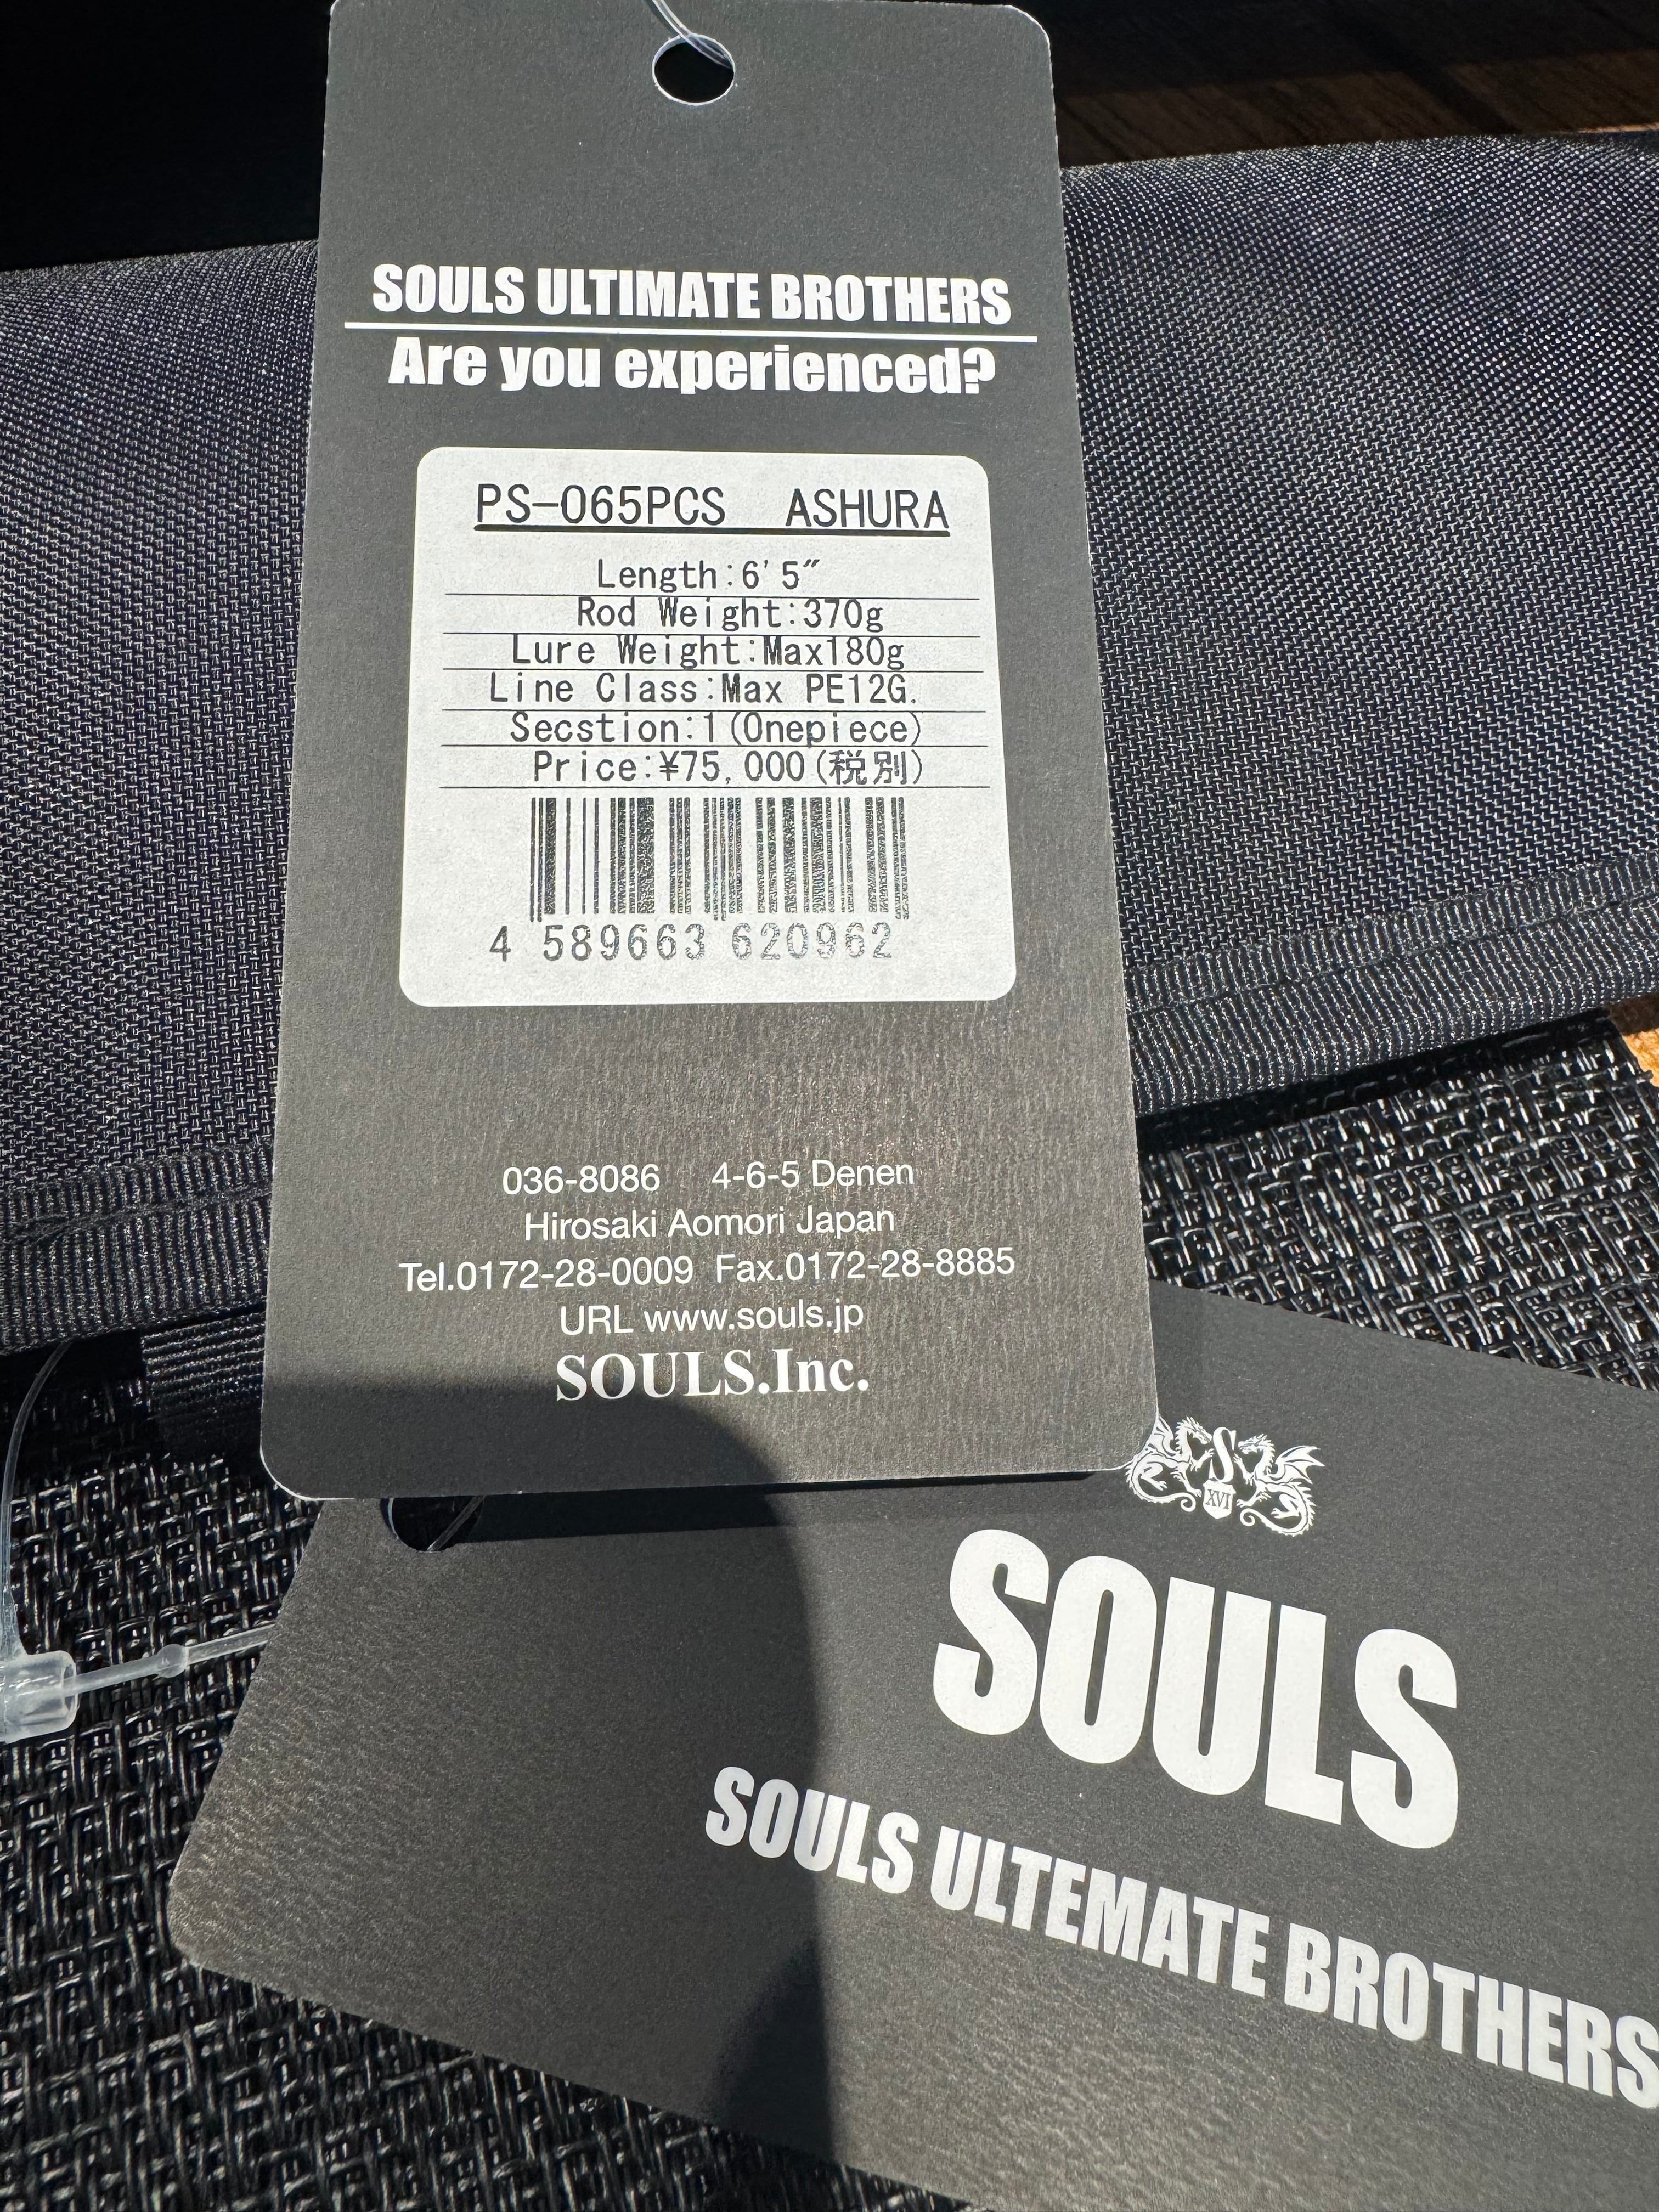 SOULS ULTIMATE BROTHERS
Are you experienced?
PS-065PCS ASHURA
Length:6'5"
Rod Weight:370g
Lure Weight:Max180g
Line Class:Max PE12G.
Secstion:1(Onepiece)
Price:¥75,000(税別)
4 589663 620962
036-8086 4-6-5 Denen
Hirosaki Aomori Japan
Tel.0172-28-0009 Fax.0172-28-8885
URL www.souls.jp
SOULS.Inc.
S
XVI
SOULS
SOULS ULTEMATE BROTHERS